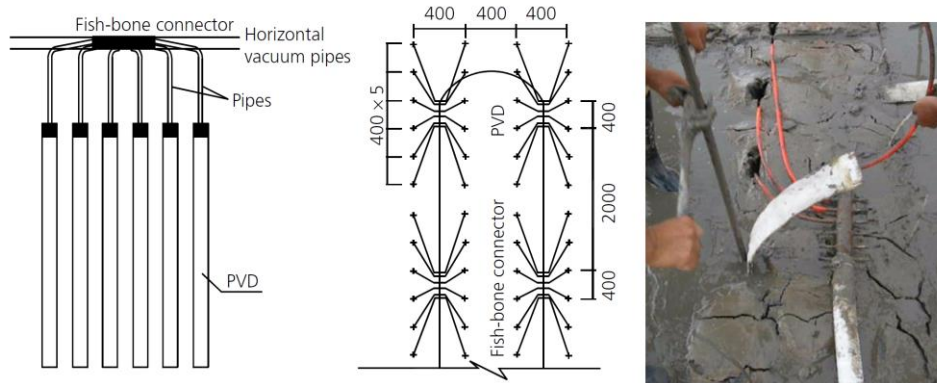 Fish-bone connector
Horizontal
vacuum pipes
Pipes
PVD
400
400
400
400 × 5
PVD
400
2000
400
Fish-bone connector